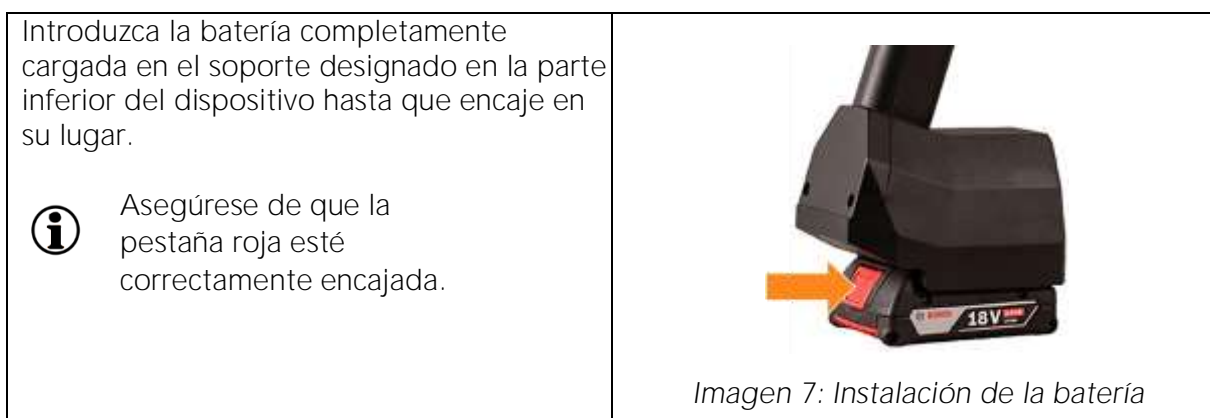 Introduzca la batería completamente
cargada en el soporte designado en la parte
inferior del dispositivo hasta que encaje en
su lugar.
Asegúrese de que la
pestaña roja esté
correctamente encajada.
BOSCH
18V
Imagen 7: Instalación de la batería